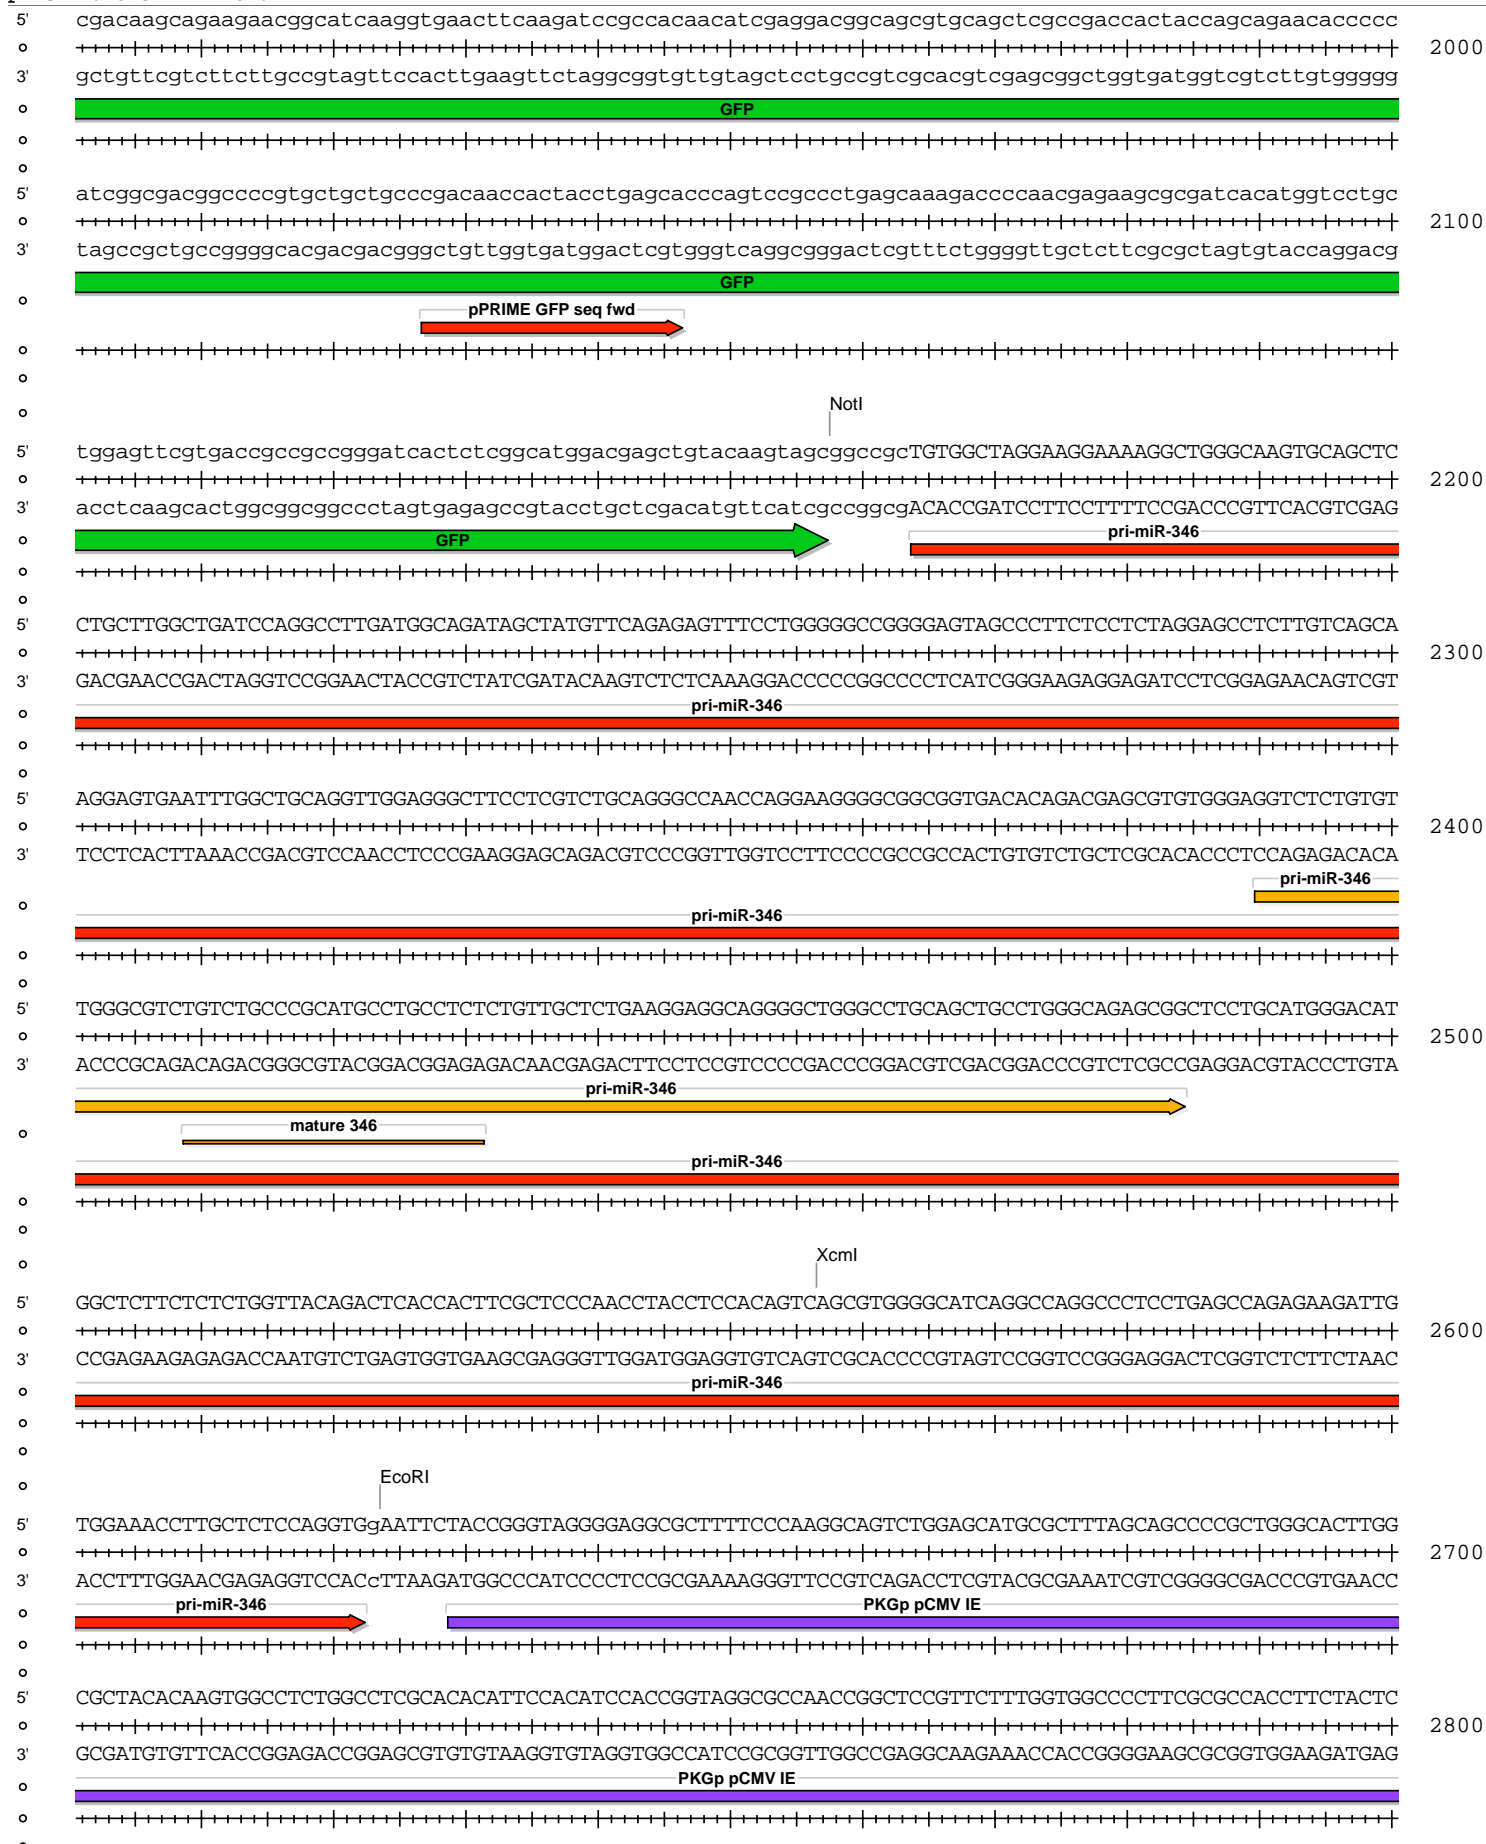 5' cgacaagcagaagaacggcatcaaggtgaacttcaagatccgccacaacatcgaggacggcagcgtgcagctcgccgaccactaccagcagaacaccccc
2000
3' gctgttcgtcttcttgccgtagttccacttgaagttctaggcggtgttgtagctcctgccgtcgcacgtcgagcggctggtgatggtcgtcttgtggggg
GFP
5' atcggcgacggccccgtgctgctgcccgacaaccactacctgagcacccagtccgccctgagcaaagaccccaacgagaagcgcgatcacatggtcctgc
2100
3' tagccgctgccggggcacgacgacgggctgttggtgatggactcgtgggtcaggcgggactcgtttctggggttgctcttcgcgctagtgtaccaggacg
GFP
pPRIME GFP seq fwd
NotI
5' tggagttcgtgaccgccgccgggatcactctcggcatggacgagctgtacaagtagcggccgcTGTGGCTAGGAAGGAAAAGGCTGGGCAAGTGCAGCTC
2200
3' acctcaagcactggcggcggccctagtgagagccgtacctgctcgacatgttcatcgccggcgACACCGATCCTTCCTTTTCCGACCCGTTCACGTCGAG
GFP pri-miR-346
5' CTGCTTGGCTGATCCAGGCCTTGATGGCAGATAGCTATGTTCAGAGAGTTTCCTGGGGGCCGGGGAGTAGCCCTTCTCCTCTAGGAGCCTCTTGTCAGCA
2300
3' GACGAACCGACTAGGTCCGGAACTACCGTCTATCGATACAAGTCTCTCAAAGGACCCCCGGCCCCTCATCGGGAAGAGGAGATCCTCGGAGAACAGTCGT
pri-miR-346
5' AGGAGTGAATTTGGCTGCAGGTTGGAGGGCTTCCTCGTCTGCAGGGCCAACCAGGAAGGGGCGGCGGTGACACAGACGAGCGTGTGGGAGGTCTCTGTGT
2400
3' TCCTCACTTAAACCGACGTCCAACCTCCCGAAGGAGCAGACGTCCCGGTTGGTCCTTCCCCGCCGCCACTGTGTCTGCTCGCACACCCTCCAGAGACACA
pri-miR-346
pri-miR-346
5' TGGGCGTCTGTCTGCCCGCATGCCTGCCTCTCTGTTGCTCTGAAGGAGGCAGGGGCTGGGCCTGCAGCTGCCTGGGCAGAGCGGCTCCTGCATGGGACAT
2500
3' ACCCGCAGACAGACGGGCGTACGGACGGAGAGACAACGAGACTTCCTCCGTCCCCGACCCGGACGTCGACGGACCCGTCTCGCCGAGGACGTACCCTGTA
pri-miR-346
mature 346
pri-miR-346
XcmI
5' GGCTCTTCTCTCTGGTTACAGACTCACCACTTCGCTCCCAACCTACCTCCACAGTCAGCGTGGGGCATCAGGCCAGGCCCTCCTGAGCCAGAGAAGATTG
2600
3' CCGAGAAGAGAGACCAATGTCTGAGTGGTGAAGCGAGGGTTGGATGGAGGTGTCAGTCGCACCCCGTAGTCCGGTCCGGGAGGACTCGGTCTCTTCTAAC
pri-miR-346
EcoRI
5' TGGAAACCTTGCTCTCCAGGTGgAATTCTACCGGGTAGGGGAGGCGCTTTTCCCAAGGCAGTCTGGAGCATGCGCTTTAGCAGCCCCGCTGGGCACTTGG
2700
3' ACCTTTGGAACGAGAGGTCCACcTTAAGATGGCCCATCCCCTCCGCGAAAAGGGTTCCGTCAGACCTCGTACGCGAAATCGTCGGGGCGACCCGTGAACC
pri-miR-346 PKGp pCMV IE
5' CGCTACACAAGTGGCCTCTGGCCTCGCACACATTCCACATCCACCGGTAGGCGCCAACCGGCTCCGTTCTTTGGTGGCCCCTTCGCGCCACCTTCTACTC
2800
3' GCGATGTGTTCACCGGAGACCGGAGCGTGTGTAAGGTGTAGGTGGCCATCCGCGGTTGGCCGAGGCAAGAAACCACCGGGGAAGCGCGGTGGAAGATGAG
PKGp pCMV IE